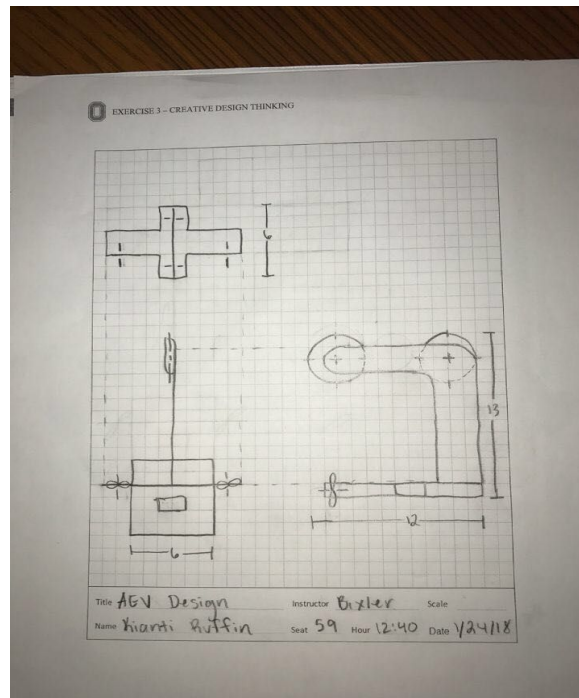 EXERCISE 3 – CREATIVE DESIGN THINKING
6
13
12
6
Title AEV Design Instructor Bixler Scale
Name Kianti Ruffin Seat 59 Hour 12:40 Date 1/24/18